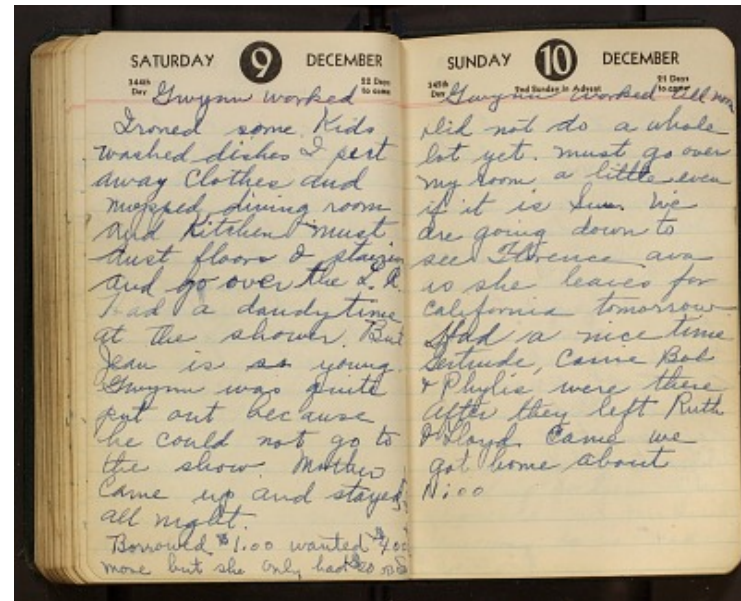 SATURDAY 9 DECEMBER
344th Day
22 Days to come
Gwynn worked
Ironed some. Kids
washed dishes I put
away Clothes and
mopped dining room
and Kitchen must
dust floors & stairs
and go over the L.R.
Had a dandy time
at the shower. But
Jean is so young.
Gwynn was quite
put out because
he could not go to
the show. Mother
Came up and stayed
all night.
Borrowed $1.00 wanted $4.00
more but she only had
SUNDAY 10 DECEMBER
345th Day
2nd Sunday in Advent
21 Days to come
Gwynn worked till noon
Did not do a whole
lot yet. must go over
my room a little even
if it is Sun. We
are going down to
see Florence
as she leaves for
California tomorrow
Had a nice time
Gertrude, Bob
& Phylis were there
After they left Ruth
& Lloyd Came we
got home about